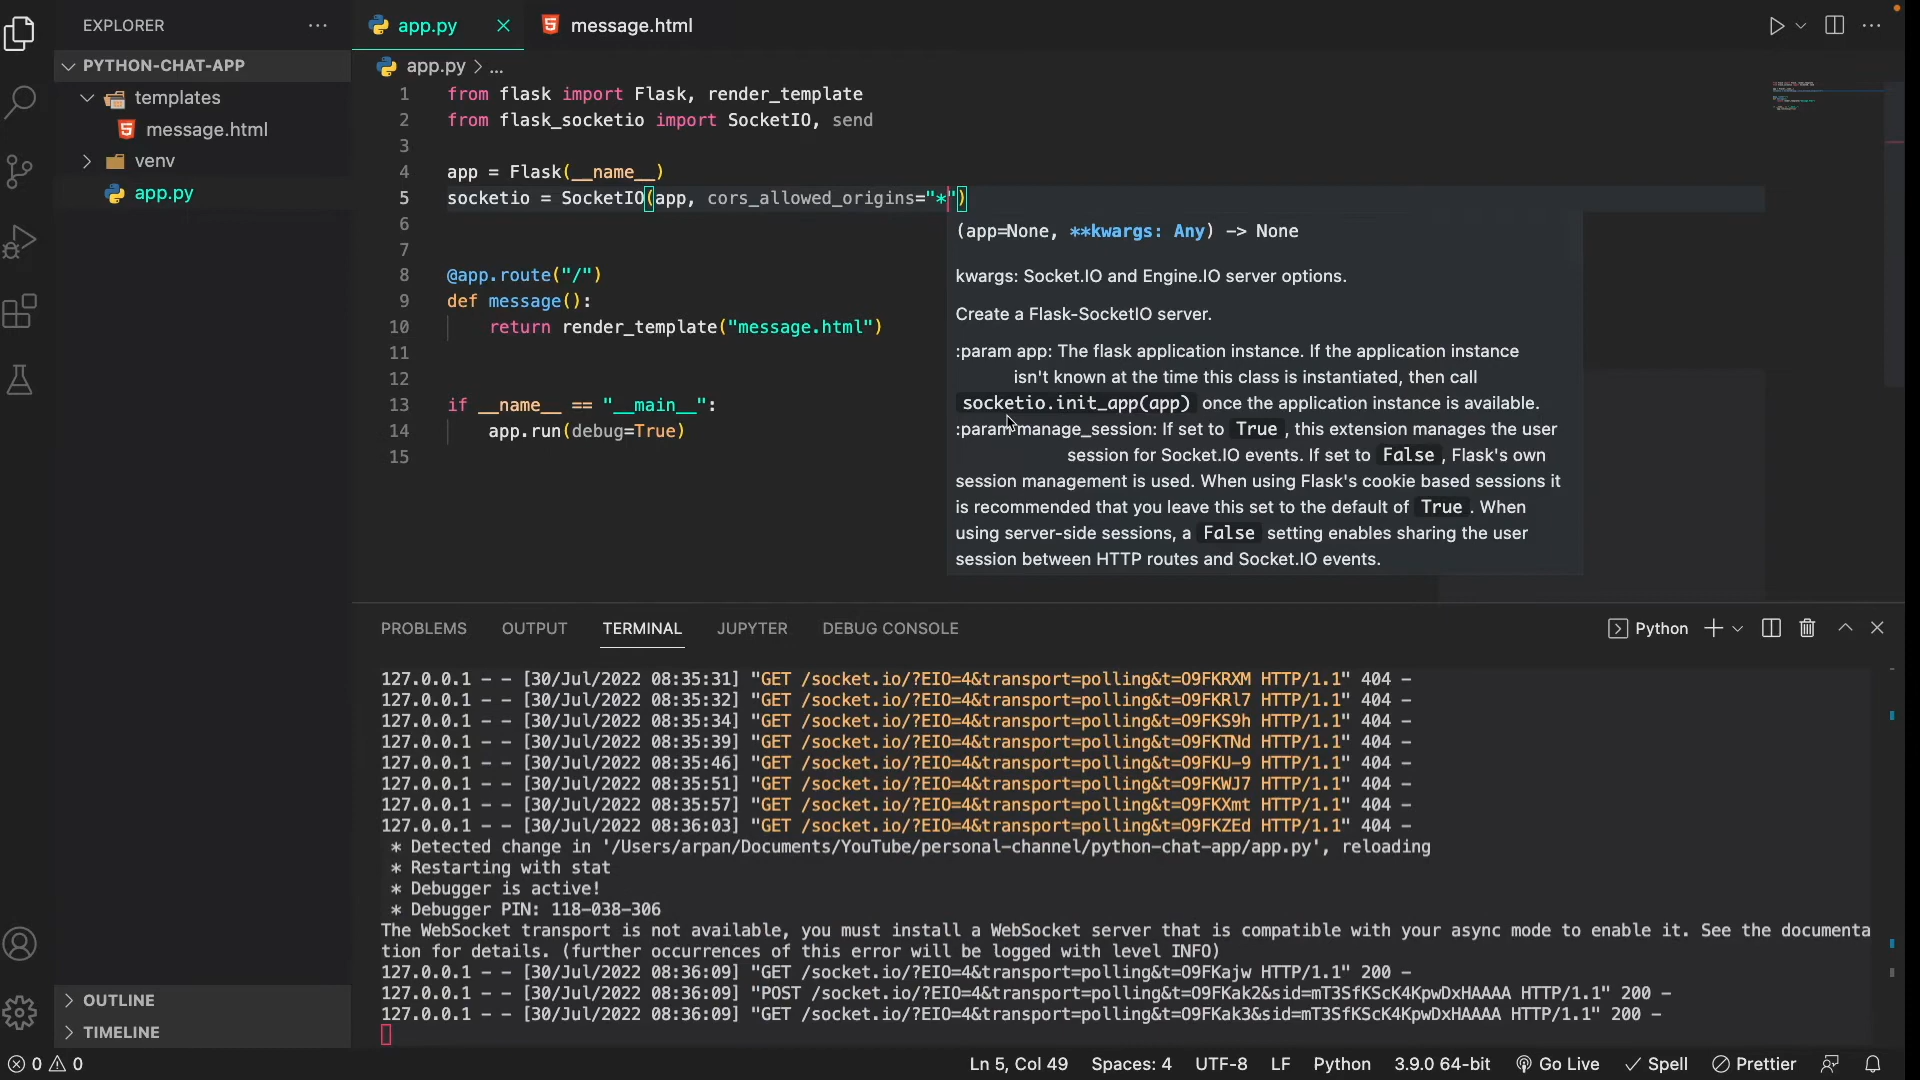 EXPLORER
PYTHON-CHAT-APP
templates
message.html
venv
app.py
OUTLINE
TIMELINE
app.py
message.html
app.py > ...
1 from flask import Flask, render_template
2 from flask_socketio import SocketIO, send
3
4 app = Flask(__name__)
5 socketio = SocketIO(app, cors_allowed_origins="*")
6
7
8 @app.route("/")
9 def message():
10 return render_template("message.html")
11
12
13 if __name__ == "__main__":
14 app.run(debug=True)
15
(app=None, **kwargs: Any) -> None
kwargs: Socket.IO and Engine.IO server options.
Create a Flask-SocketIO server.
:param app: The flask application instance. If the application instance
isn't known at the time this class is instantiated, then call
socketio.init_app(app) once the application instance is available.
:param manage_session: If set to True , this extension manages the user
session for Socket.IO events. If set to False , Flask's own
session management is used. When using Flask's cookie based sessions it
is recommended that you leave this set to the default of True . When
using server-side sessions, a False setting enables sharing the user
session between HTTP routes and Socket.IO events.
PROBLEMS OUTPUT TERMINAL JUPYTER DEBUG CONSOLE
Python
127.0.0.1 - - [30/Jul/2022 08:35:31] "GET /socket.io/?EIO=4&transport=polling&t=O9FKRXM HTTP/1.1" 404 -
127.0.0.1 - - [30/Jul/2022 08:35:32] "GET /socket.io/?EIO=4&transport=polling&t=O9FKRl7 HTTP/1.1" 404 -
127.0.0.1 - - [30/Jul/2022 08:35:34] "GET /socket.io/?EIO=4&transport=polling&t=O9FKS9h HTTP/1.1" 404 -
127.0.0.1 - - [30/Jul/2022 08:35:39] "GET /socket.io/?EIO=4&transport=polling&t=O9FKTNd HTTP/1.1" 404 -
127.0.0.1 - - [30/Jul/2022 08:35:46] "GET /socket.io/?EIO=4&transport=polling&t=O9FKU-9 HTTP/1.1" 404 -
127.0.0.1 - - [30/Jul/2022 08:35:51] "GET /socket.io/?EIO=4&transport=polling&t=O9FKWJ7 HTTP/1.1" 404 -
127.0.0.1 - - [30/Jul/2022 08:35:57] "GET /socket.io/?EIO=4&transport=polling&t=O9FKXmt HTTP/1.1" 404 -
127.0.0.1 - - [30/Jul/2022 08:36:03] "GET /socket.io/?EIO=4&transport=polling&t=O9FKZEd HTTP/1.1" 404 -
* Detected change in '/Users/arpan/Documents/YouTube/personal-channel/python-chat-app/app.py', reloading
* Restarting with stat
* Debugger is active!
* Debugger PIN: 118-038-306
The WebSocket transport is not available, you must install a WebSocket server that is compatible with your async mode to enable it. See the documenta
tion for details. (further occurrences of this error will be logged with level INFO)
127.0.0.1 - - [30/Jul/2022 08:36:09] "GET /socket.io/?EIO=4&transport=polling&t=O9FKajw HTTP/1.1" 200 -
127.0.0.1 - - [30/Jul/2022 08:36:09] "POST /socket.io/?EIO=4&transport=polling&t=O9FKak2&sid=mT3SfKScK4KpwDxHAAAA HTTP/1.1" 200 -
127.0.0.1 - - [30/Jul/2022 08:36:09] "GET /socket.io/?EIO=4&transport=polling&t=O9FKak3&sid=mT3SfKScK4KpwDxHAAAA HTTP/1.1" 200 -
0 0 Ln 5, Col 49 Spaces: 4 UTF-8 LF Python 3.9.0 64-bit Go Live Spell Prettier